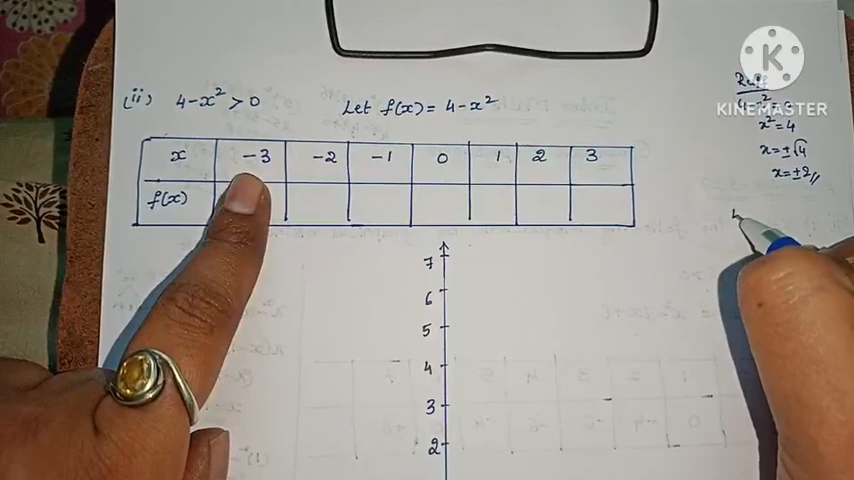 (ii) 4-x² > 0 Let f(x) = 4-x²
x -3 -2 -1 0 1 2 3
f(x)
7
6
5
4
3
2
Ruff
x² = 4
x = ±√4
x = ±2,,
K
KINEMASTER